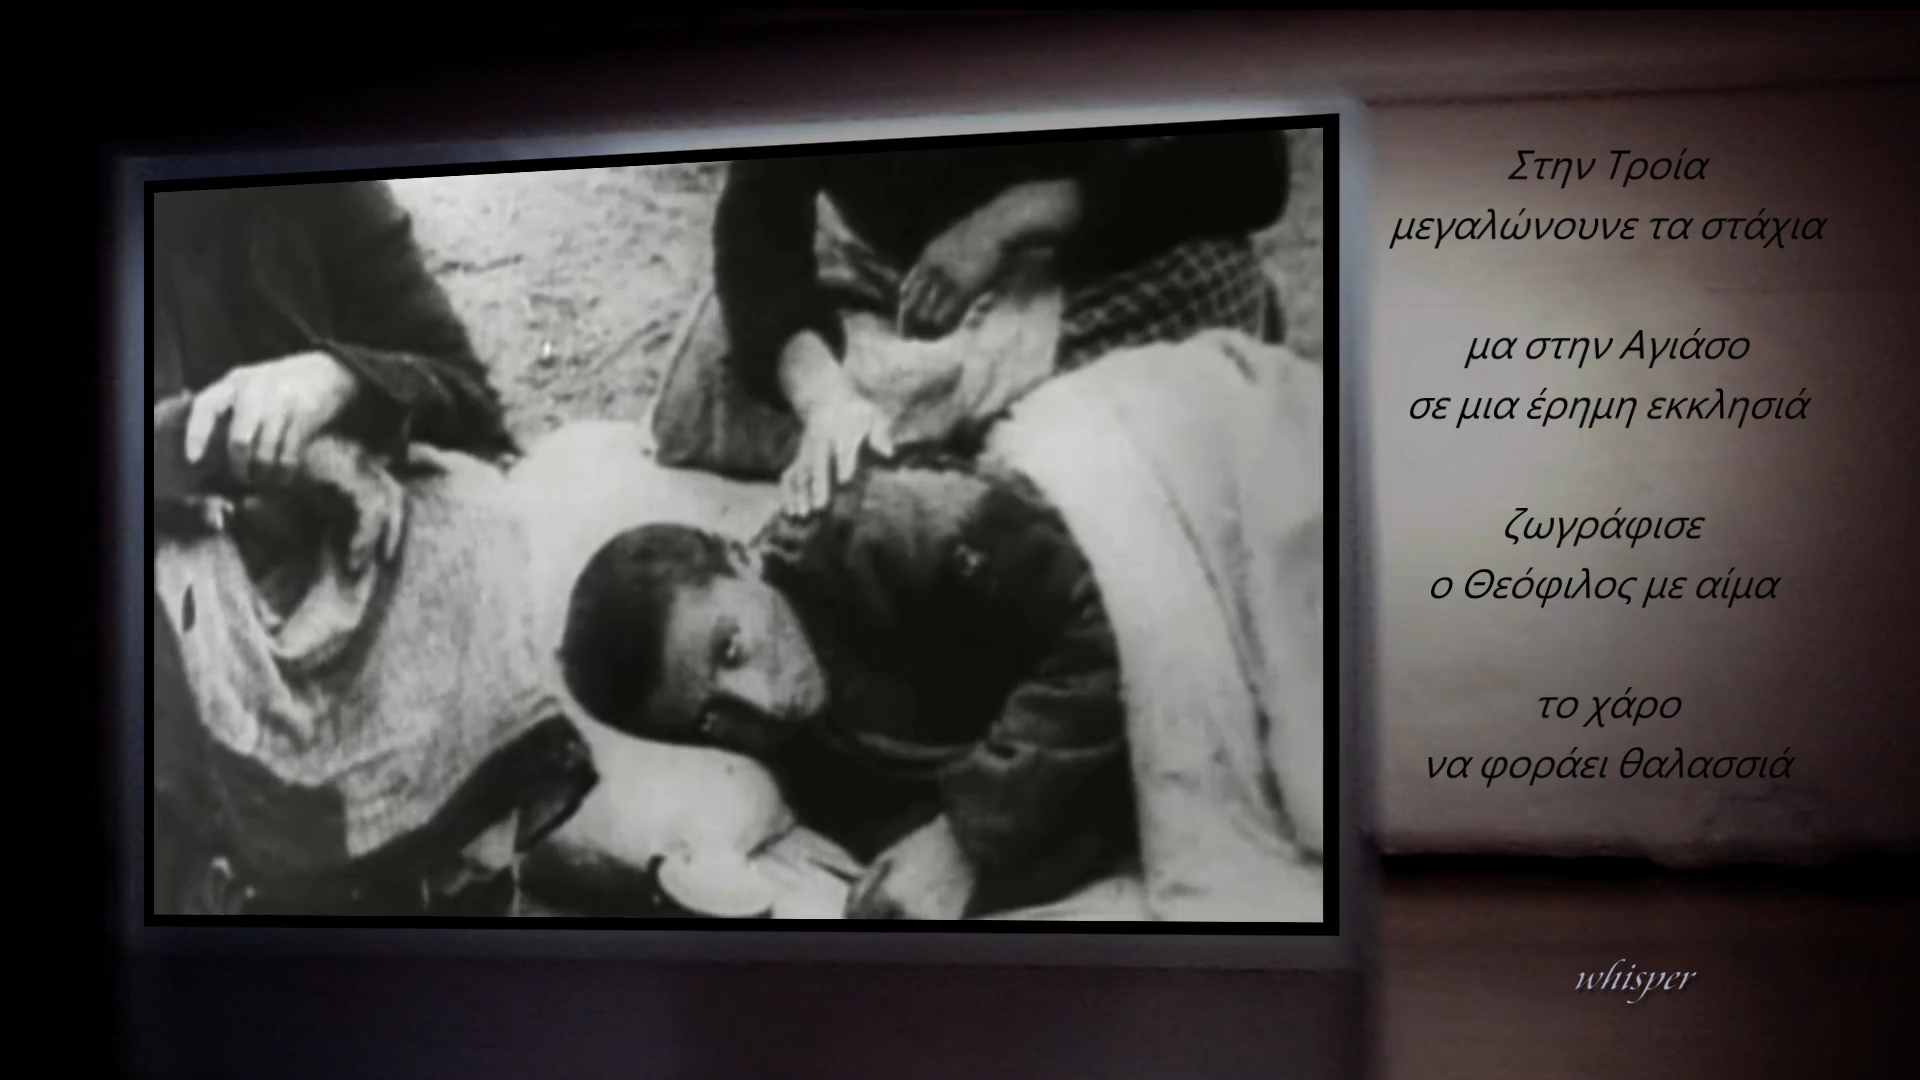 Στην Τροία
μεγαλώνουνε τα στάχια
μα στην Αγιάσο
σε μια έρημη εκκλησιά
ζωγράφισε
ο Θεόφιλος με αίμα
το χάρο
να φοράει θαλασσιά
whisper